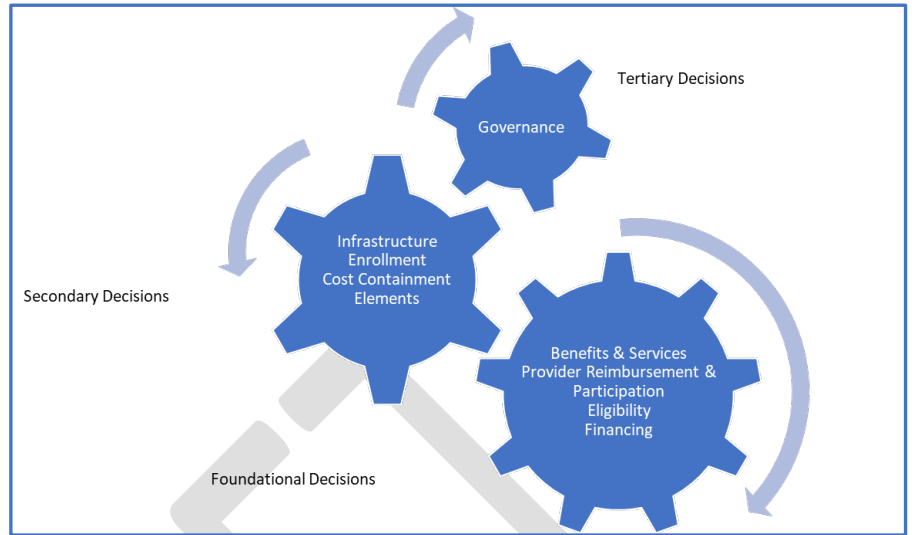 Tertiary Decisions
Governance
Infrastructure
Enrollment
Cost Containment
Elements
Secondary Decisions
Benefits & Services
Provider Reimbursement &
Participation
Eligibility
Financing
Foundational Decisions